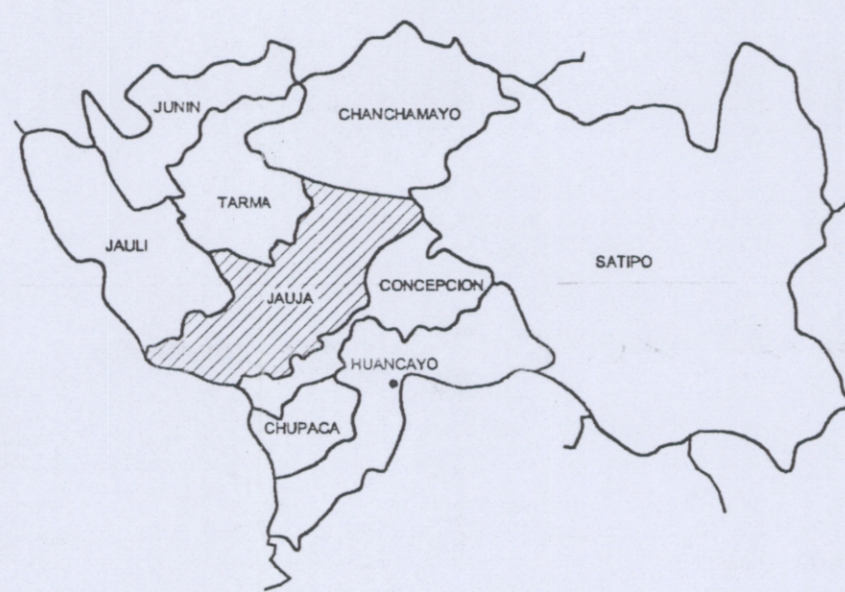 JUNIN
CHANCHAMAYO
TARMA
JAULI
SATIPO
CONCEPCION
JAUJA
HUANCAYO
CHUPACA